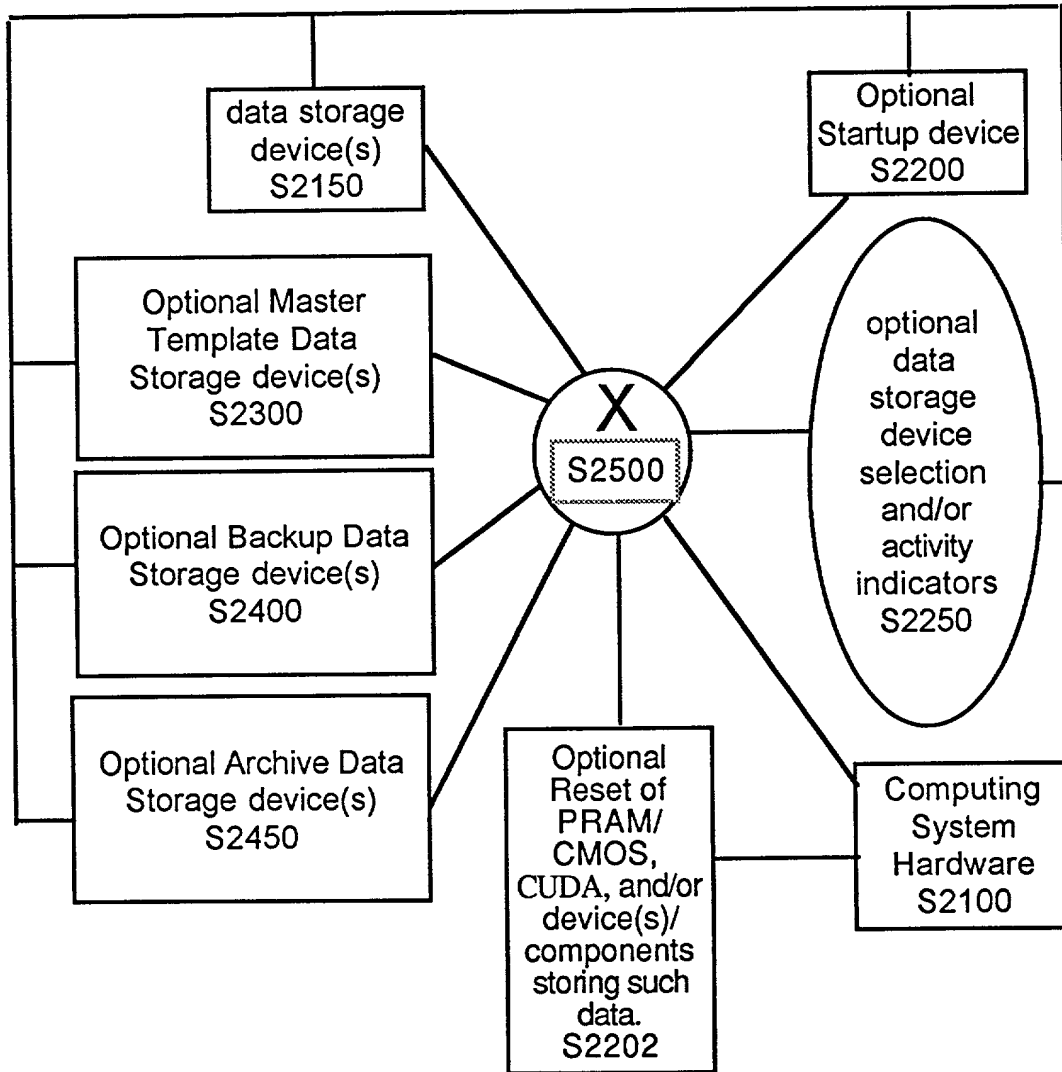 data storage
device(s)
S2150
Optional
Startup device
S2200
Optional Master
Template Data
Storage device(s)
S2300
optional
data
storage
device
selection
and/or
activity
indicators
S2250
X
S2500
Optional Backup Data
Storage device(s)
S2400
Optional Archive Data
Storage device(s)
S2450
Optional
Reset of
PRAM/
CMOS,
CUDA, and/or
device(s)/
components
storing such
data.
S2202
Computing
System
Hardware
S2100